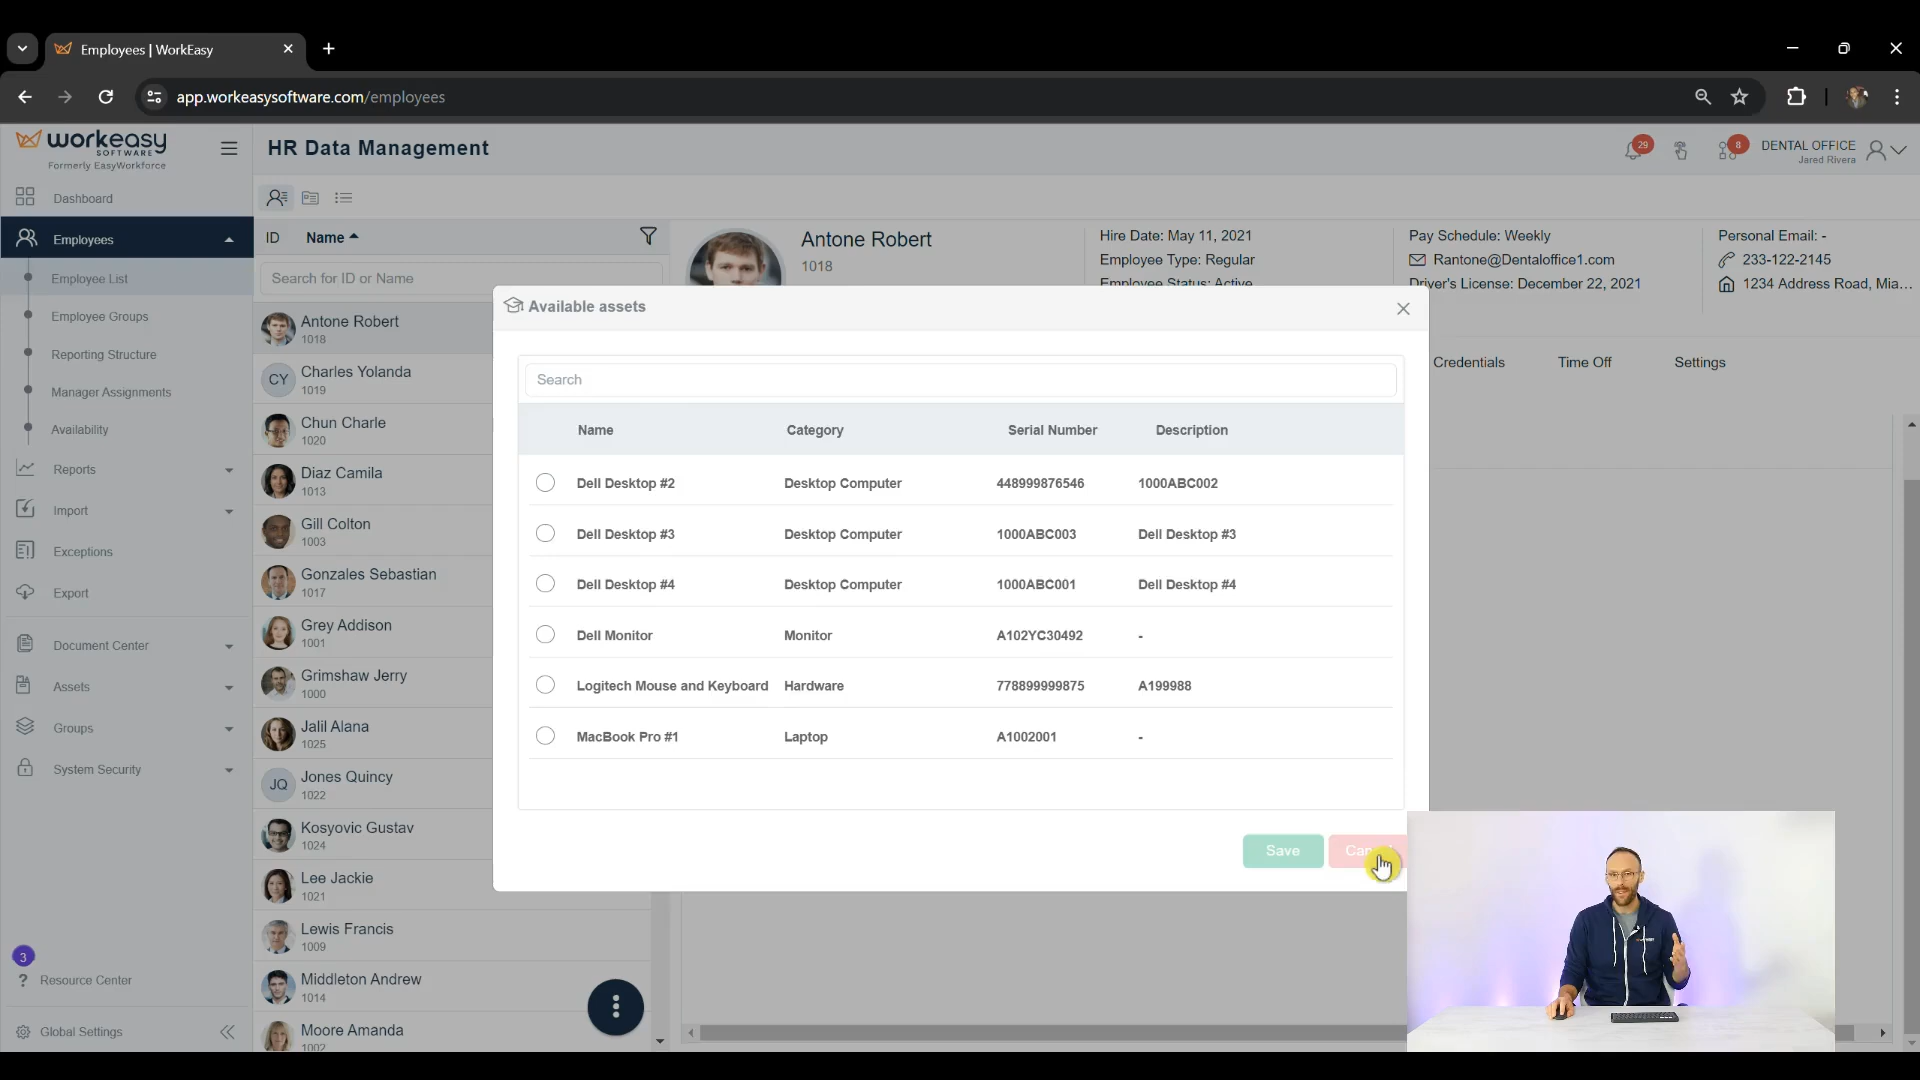 Employees | WorkEasy
app.workeasysoftware.com/employees
workeasy
SOFTWARE
Formerly EasyWorkforce
HR Data Management
29
8
DENTAL OFFICE
Jared Rivera
Dashboard
Employees
Employee List
Employee Groups
Reporting Structure
Manager Assignments
Availability
Reports
Import
Exceptions
Export
Document Center
Assets
Groups
System Security
3
? Resource Center
Global Settings
ID Name
Search for ID or Name
Antone Robert
1018
CY
Charles Yolanda
1019
Chun Charle
1020
Diaz Camila
1013
Gill Colton
1003
Gonzales Sebastian
1017
Grey Addison
1001
Grimshaw Jerry
1000
Jalil Alana
1025
JQ
Jones Quincy
1022
Kosyovic Gustav
1024
Lee Jackie
1021
Lewis Francis
1009
Middleton Andrew
1014
Moore Amanda
1002
Antone Robert
1018
Hire Date: May 11, 2021
Employee Type: Regular
Employee Status: Active
Pay Schedule: Weekly
Rantone@Dentaloffice1.com
Driver's License: December 22, 2021
Personal Email: -
233-122-2145
1234 Address Road, Mia...
Credentials Time Off Settings
Available assets
Search
Name Category Serial Number Description
Dell Desktop #2 Desktop Computer 448999876546 1000ABC002
Dell Desktop #3 Desktop Computer 1000ABC003 Dell Desktop #3
Dell Desktop #4 Desktop Computer 1000ABC001 Dell Desktop #4
Dell Monitor Monitor A102YC30492 -
Logitech Mouse and Keyboard Hardware 778899999875 A199988
MacBook Pro #1 Laptop A1002001 -
Save